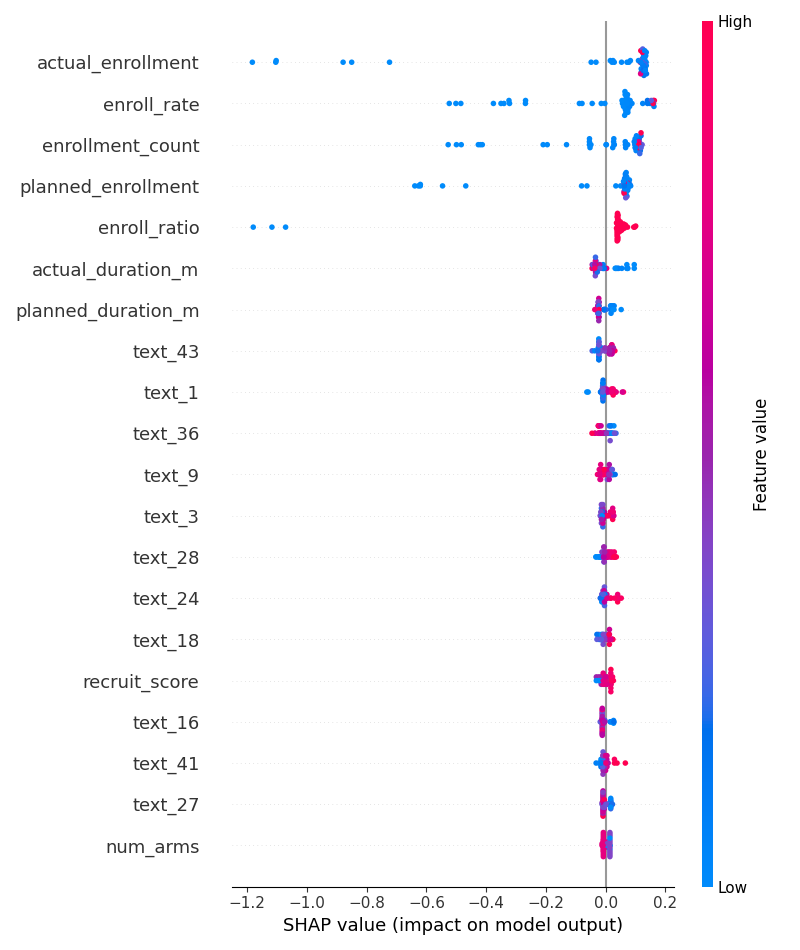 High
actual_enrollment
enroll_rate
enrollment_count
planned_enrollment
enroll_ratio
actual_duration_m
planned_duration_m
text_43
text_1
text_36
text_9
text_3
text_28
text_24
text_18
recruit_score
text_16
text_41
text_27
num_arms
Feature value
Low
−1.2 −1.0 −0.8 −0.6 −0.4 −0.2 0.0 0.2
SHAP value (impact on model output)